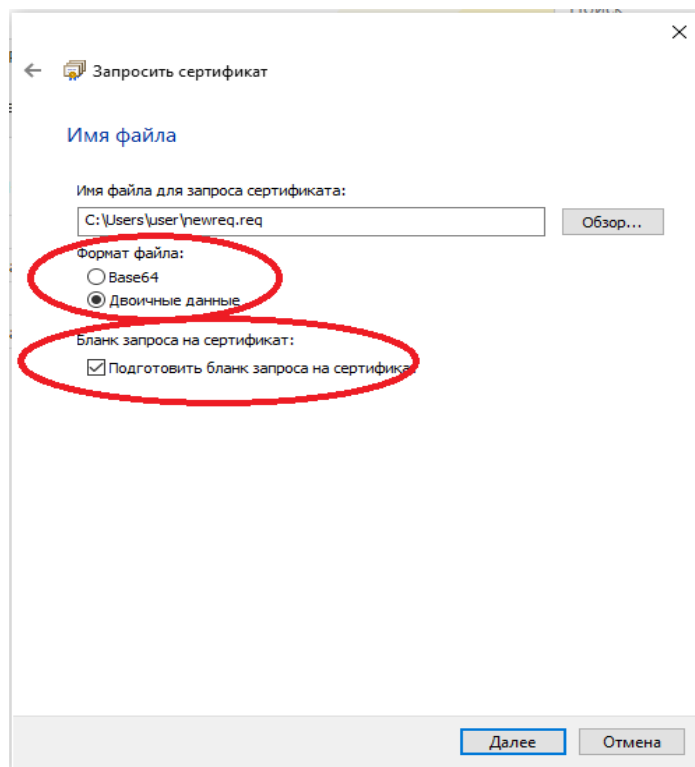 Запросить сертификат
Имя файла
Имя файла для запроса сертификата:
C:\Users\user\newreq.req
Обзор...
Формат файла:
Base64
Двоичные данные
Бланк запроса на сертификат:
Подготовить бланк запроса на
Далее
Отмена